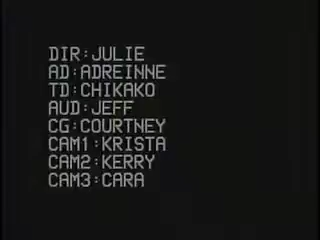 DIR:JULIE
AD:ADREINNE
TD:CHIKAKO
AUD:JEFF
CG:COURTNEY
CAM1:KRISTA
CAM2:KERRY
CAM3:CARA